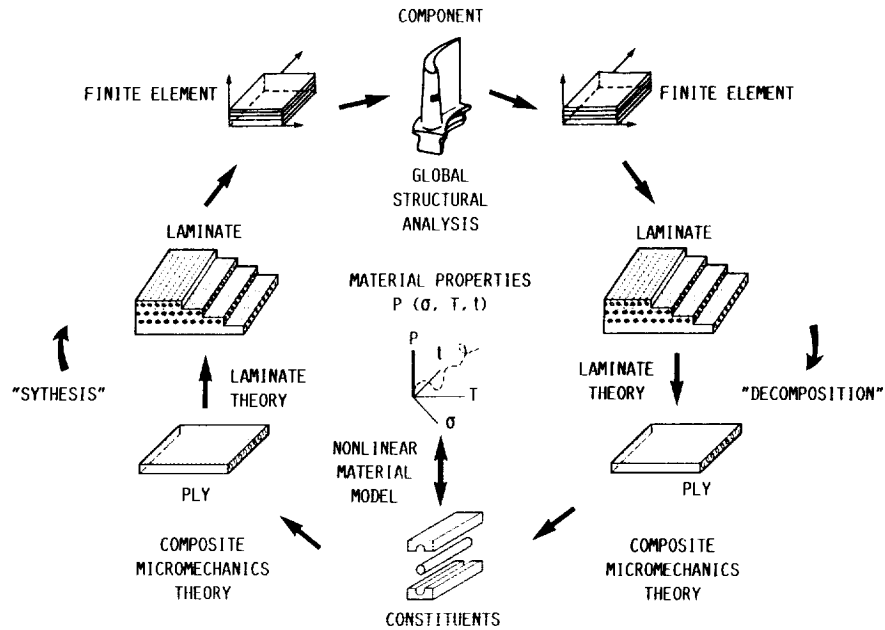 COMPONENT
FINITE ELEMENT
FINITE ELEMENT
GLOBAL
STRUCTURAL
ANALYSIS
LAMINATE
LAMINATE
MATERIAL PROPERTIES
P (σ, T, t)
P
t
T
σ
LAMINATE
THEORY
LAMINATE
THEORY
"SYTHESIS"
"DECOMPOSITION"
NONLINEAR
MATERIAL
MODEL
PLY
PLY
COMPOSITE
MICROMECHANICS
THEORY
COMPOSITE
MICROMECHANICS
THEORY
CONSTITUENTS